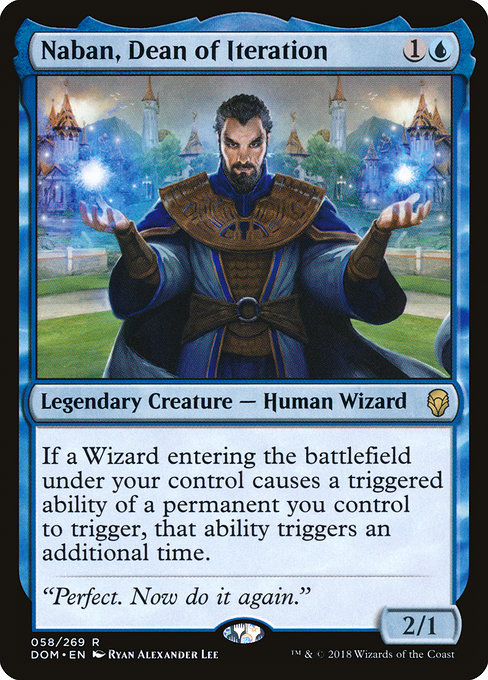 Naban, Dean of Iteration 1
Legendary Creature — Human Wizard
If a Wizard entering the battlefield
under your control causes a triggered
ability of a permanent you control
to trigger, that ability triggers an
additional time.
“Perfect. Now do it again.”
2/1
058/269 R
DOM • EN Ryan Alexander Lee
™ & © 2018 Wizards of the Coast